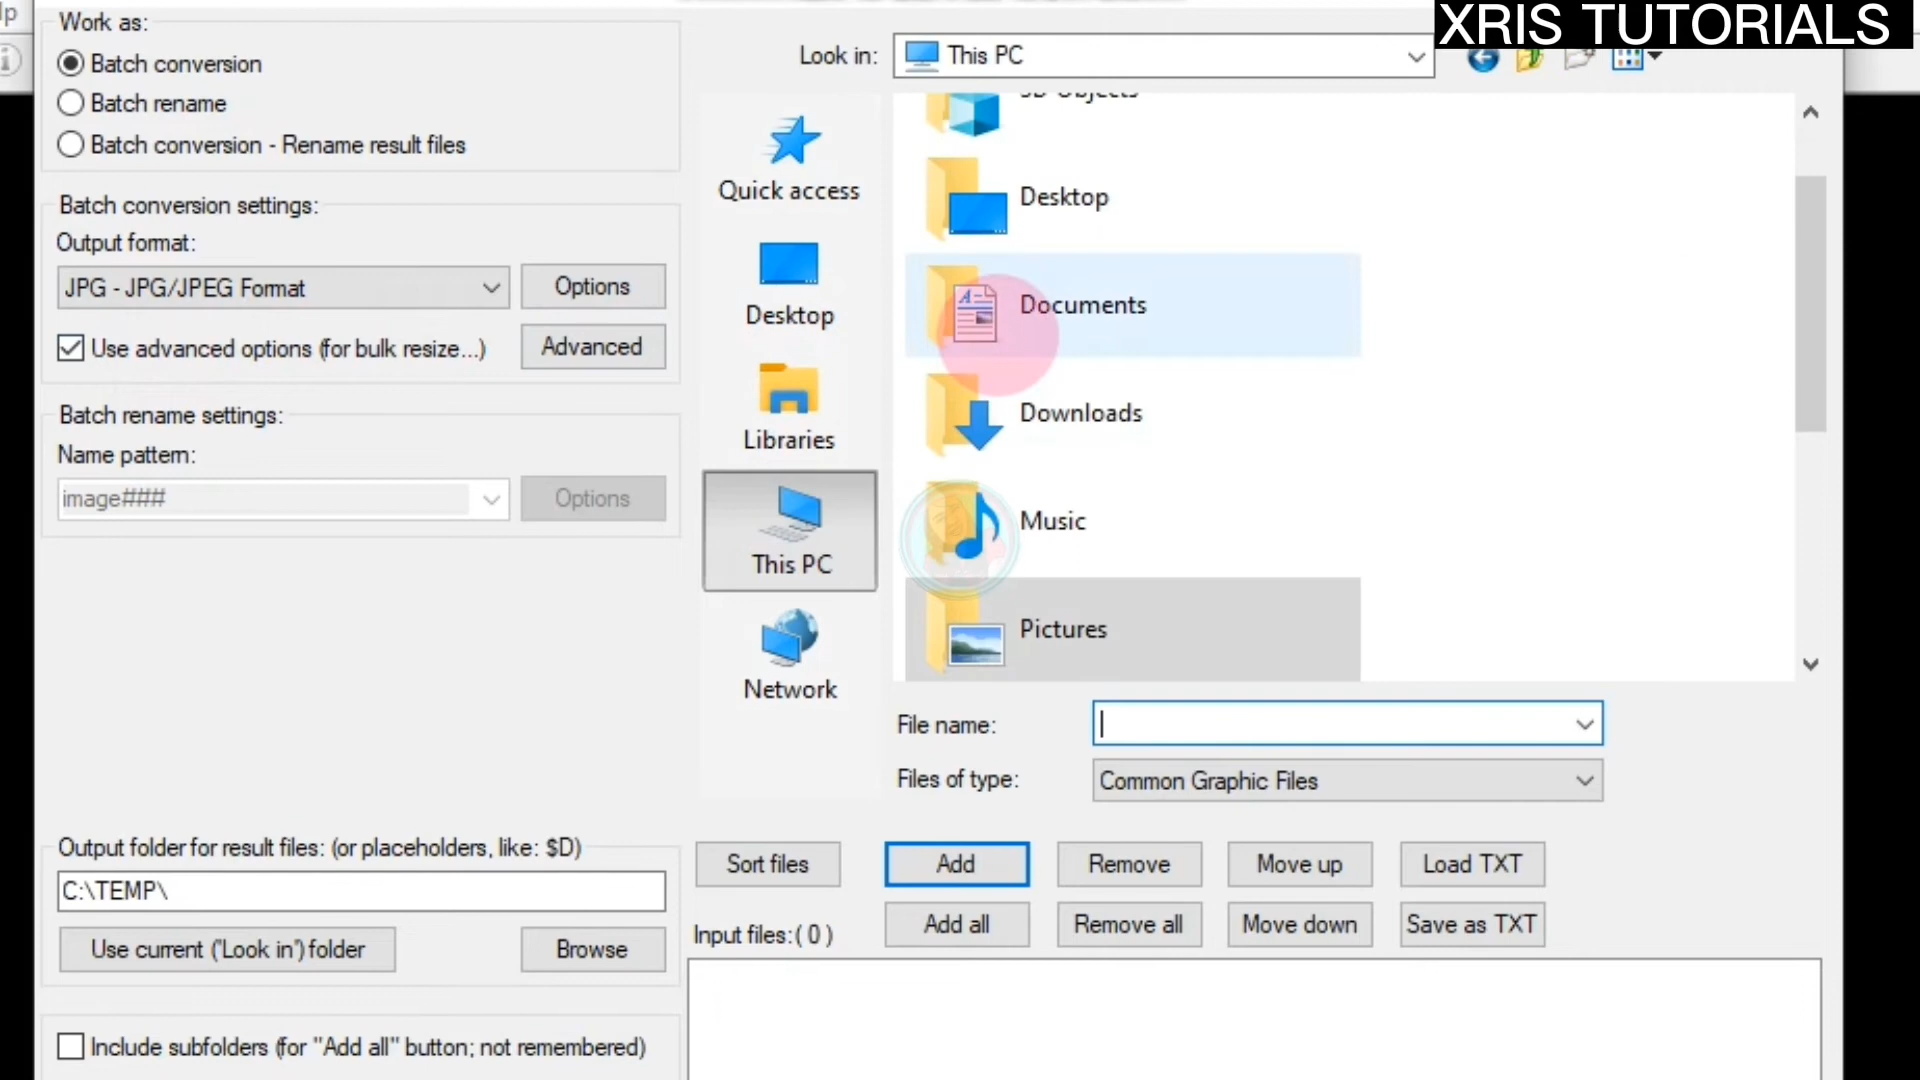 lp
XRIS TUTORIALS
Work as:
Batch conversion
Batch rename
Batch conversion - Rename result files
Batch conversion settings:
Output format:
JPG - JPG/JPEG Format
Options
Use advanced options (for bulk resize...)
Advanced
Batch rename settings:
Name pattern:
image###
Options
Output folder for result files: (or placeholders, like: $D)
C:\TEMP\
Use current ('Look in') folder
Browse
Include subfolders (for "Add all" button; not remembered)
Look in:
This PC
Quick access
Desktop
Libraries
This PC
Network
3D Objects
Desktop
Documents
Downloads
Music
Pictures
File name:
Files of type:
Common Graphic Files
Sort files
Add
Remove
Move up
Load TXT
Input files: ( 0 )
Add all
Remove all
Move down
Save as TXT